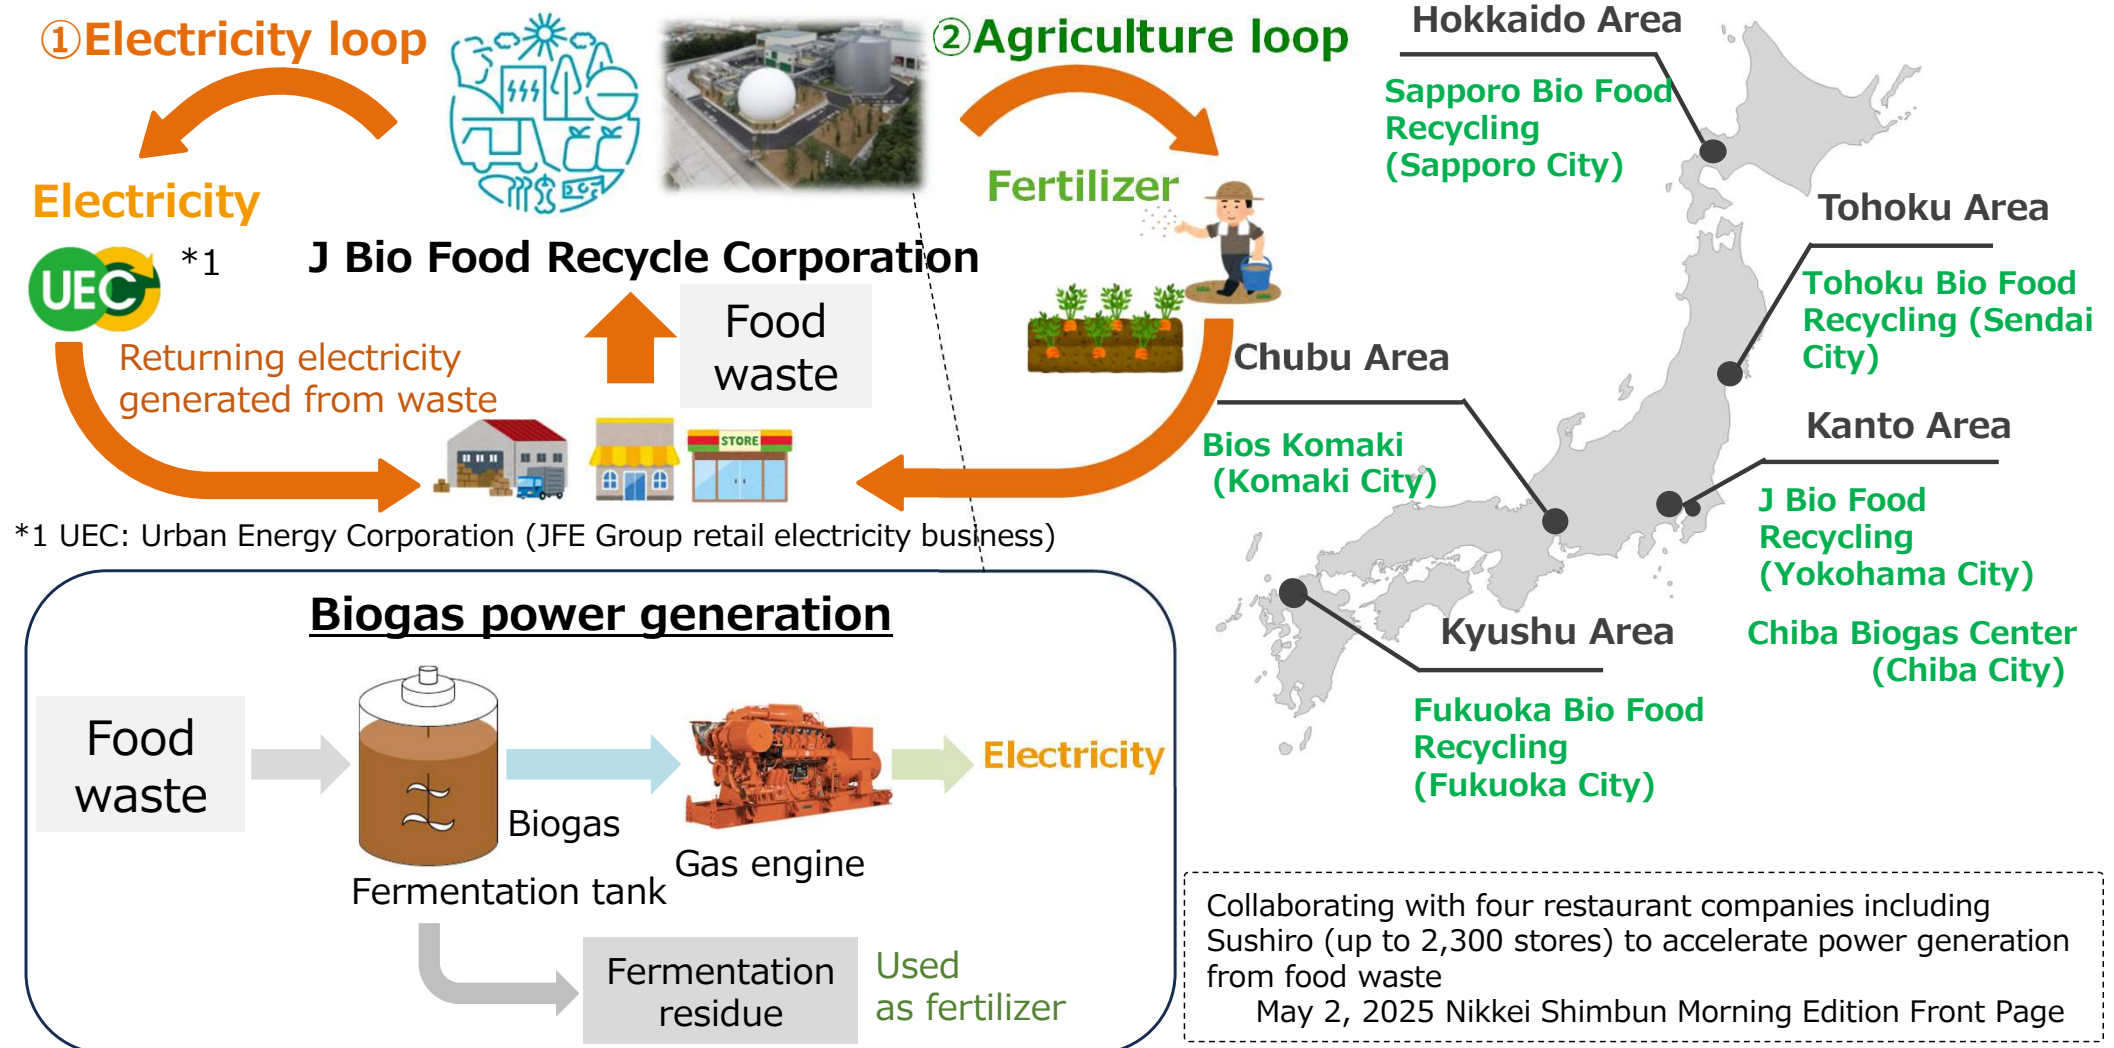 ①Electricity loop
②Agriculture loop
Electricity
UEC
*1
J Bio Food Recycle Corporation
Fertilizer
Food
waste
Returning electricity
generated from waste
STORE
*1 UEC: Urban Energy Corporation (JFE Group retail electricity business)
Biogas power generation
Food
waste
Biogas
Fermentation tank
Gas engine
Electricity
Fermentation
residue
Used
as fertilizer
Hokkaido Area
Sapporo Bio Food
Recycling
(Sapporo City)
Tohoku Area
Tohoku Bio Food
Recycling (Sendai
City)
Chubu Area
Bios Komaki
(Komaki City)
Kanto Area
J Bio Food
Recycling
(Yokohama City)
Chiba Biogas Center
(Chiba City)
Kyushu Area
Fukuoka Bio Food
Recycling
(Fukuoka City)
Collaborating with four restaurant companies including
Sushiro (up to 2,300 stores) to accelerate power generation
from food waste
May 2, 2025 Nikkei Shimbun Morning Edition Front Page